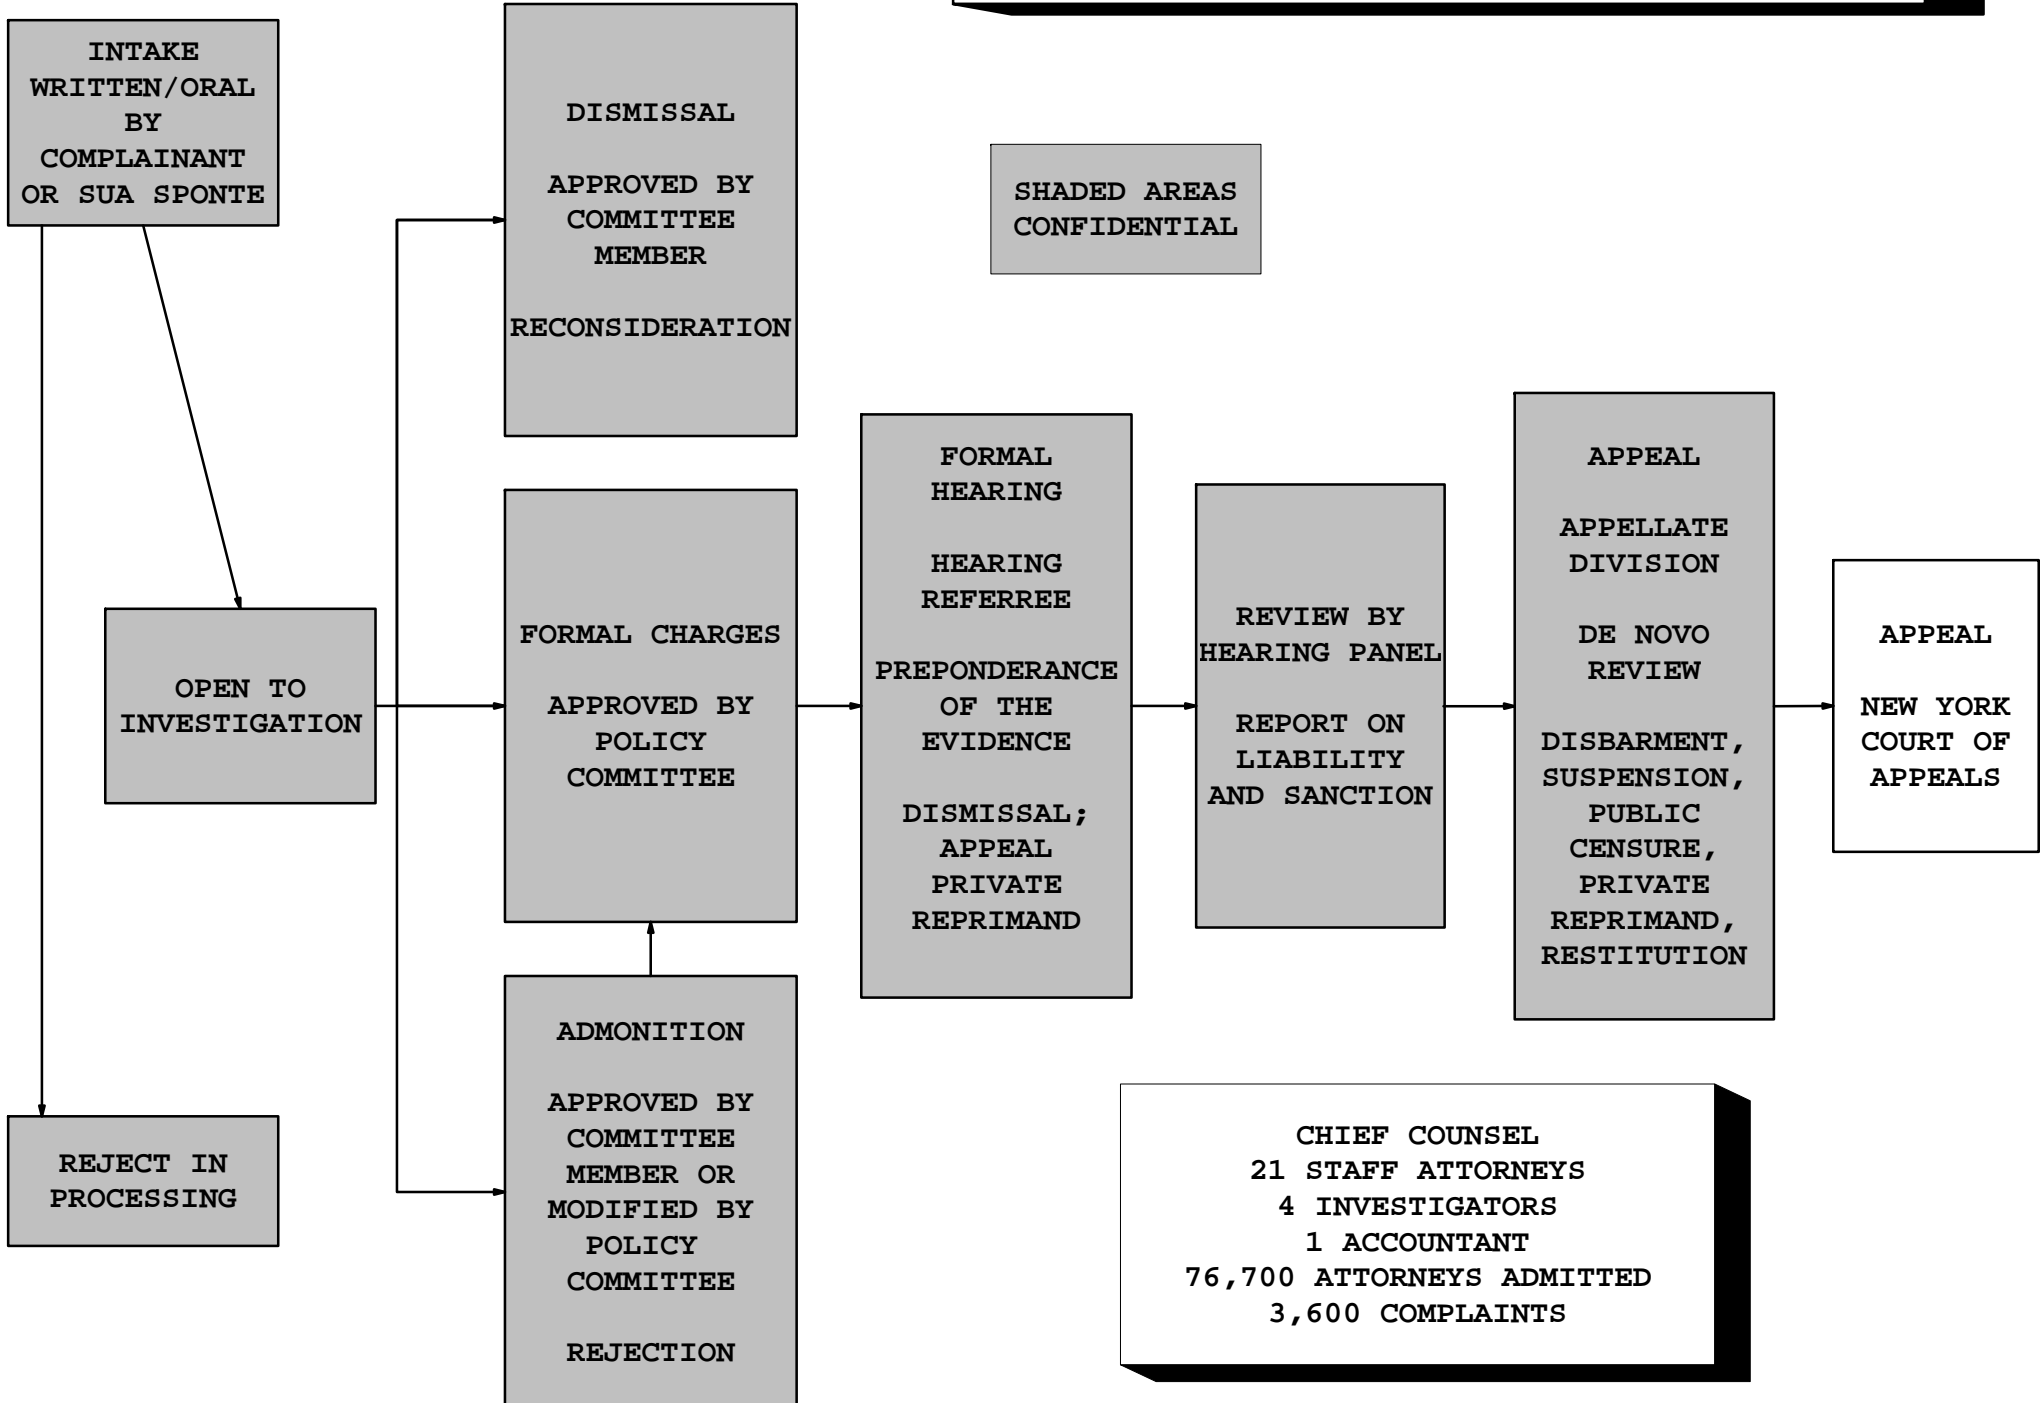 INTAKE
WRITTEN/ORAL
BY
COMPLAINANT
OR SUA SPONTE
DISMISSAL
APPROVED BY
COMMITTEE
MEMBER
RECONSIDERATION
SHADED AREAS
CONFIDENTIAL
OPEN TO
INVESTIGATION
FORMAL CHARGES
APPROVED BY
POLICY
COMMITTEE
FORMAL
HEARING
HEARING
REFERREE
PREPONDERANCE
OF THE
EVIDENCE
DISMISSAL;
APPEAL
PRIVATE
REPRIMAND
REVIEW BY
HEARING PANEL
REPORT ON
LIABILITY
AND SANCTION
APPEAL
APPELLATE
DIVISION
DE NOVO
REVIEW
DISBARMENT,
SUSPENSION,
PUBLIC
CENSURE,
PRIVATE
REPRIMAND,
RESTITUTION
APPEAL
NEW YORK
COURT OF
APPEALS
REJECT IN
PROCESSING
ADMONITION
APPROVED BY
COMMITTEE
MEMBER OR
MODIFIED BY
POLICY
COMMITTEE
REJECTION
CHIEF COUNSEL
21 STAFF ATTORNEYS
4 INVESTIGATORS
1 ACCOUNTANT
76,700 ATTORNEYS ADMITTED
3,600 COMPLAINTS